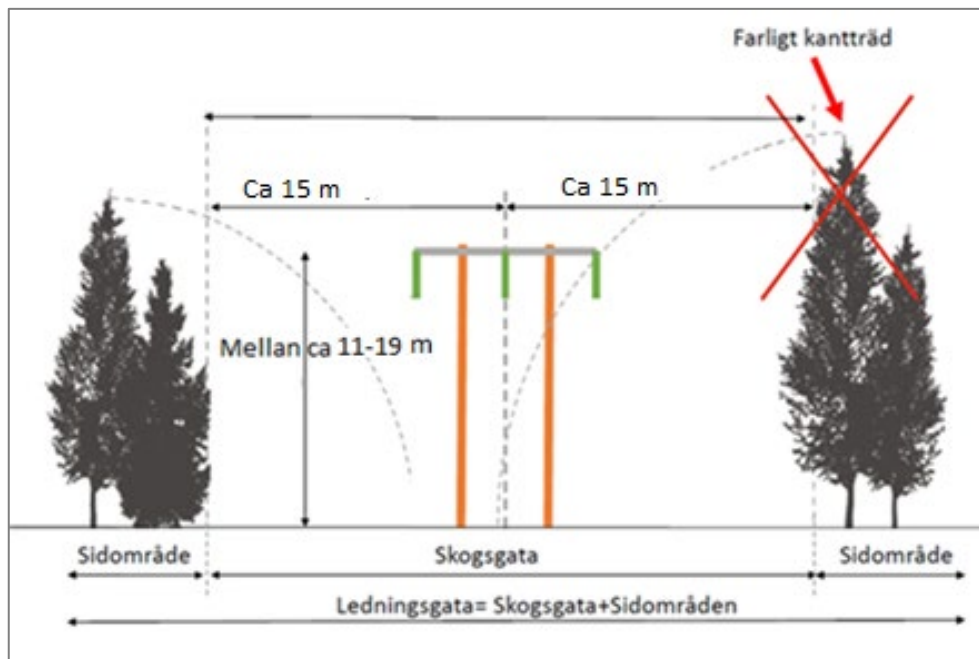 Farligt kantträd
Ca 15 m
Ca 15 m
Mellan ca 11-19 m
Sidområde
Skogsgata
Sidområde
Ledningsgata= Skogsgata+Sidområden